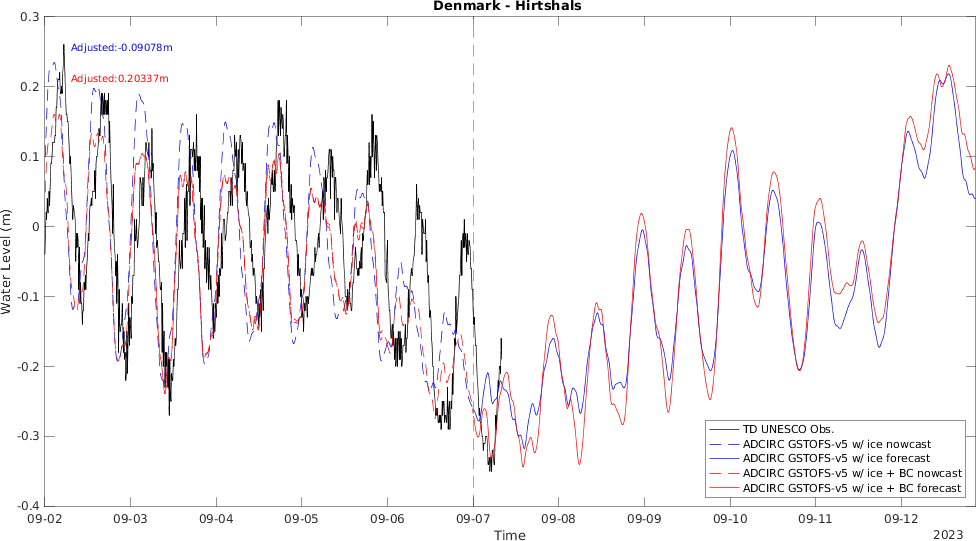 Denmark - Hirtshals
0.3
0.2
0.1
0
-0.1
-0.2
-0.3
-0.4
Water Level (m)
Adjusted:-0.09078m
Adjusted:0.20337m
TD UNESCO Obs.
ADCIRC GSTOFS-v5 w/ ice nowcast
ADCIRC GSTOFS-v5 w/ ice forecast
ADCIRC GSTOFS-v5 w/ ice + BC nowcast
ADCIRC GSTOFS-v5 w/ ice + BC forecast
09-02 09-03 09-04 09-05 09-06 09-07 09-08 09-09 09-10 09-11 09-12
Time
2023